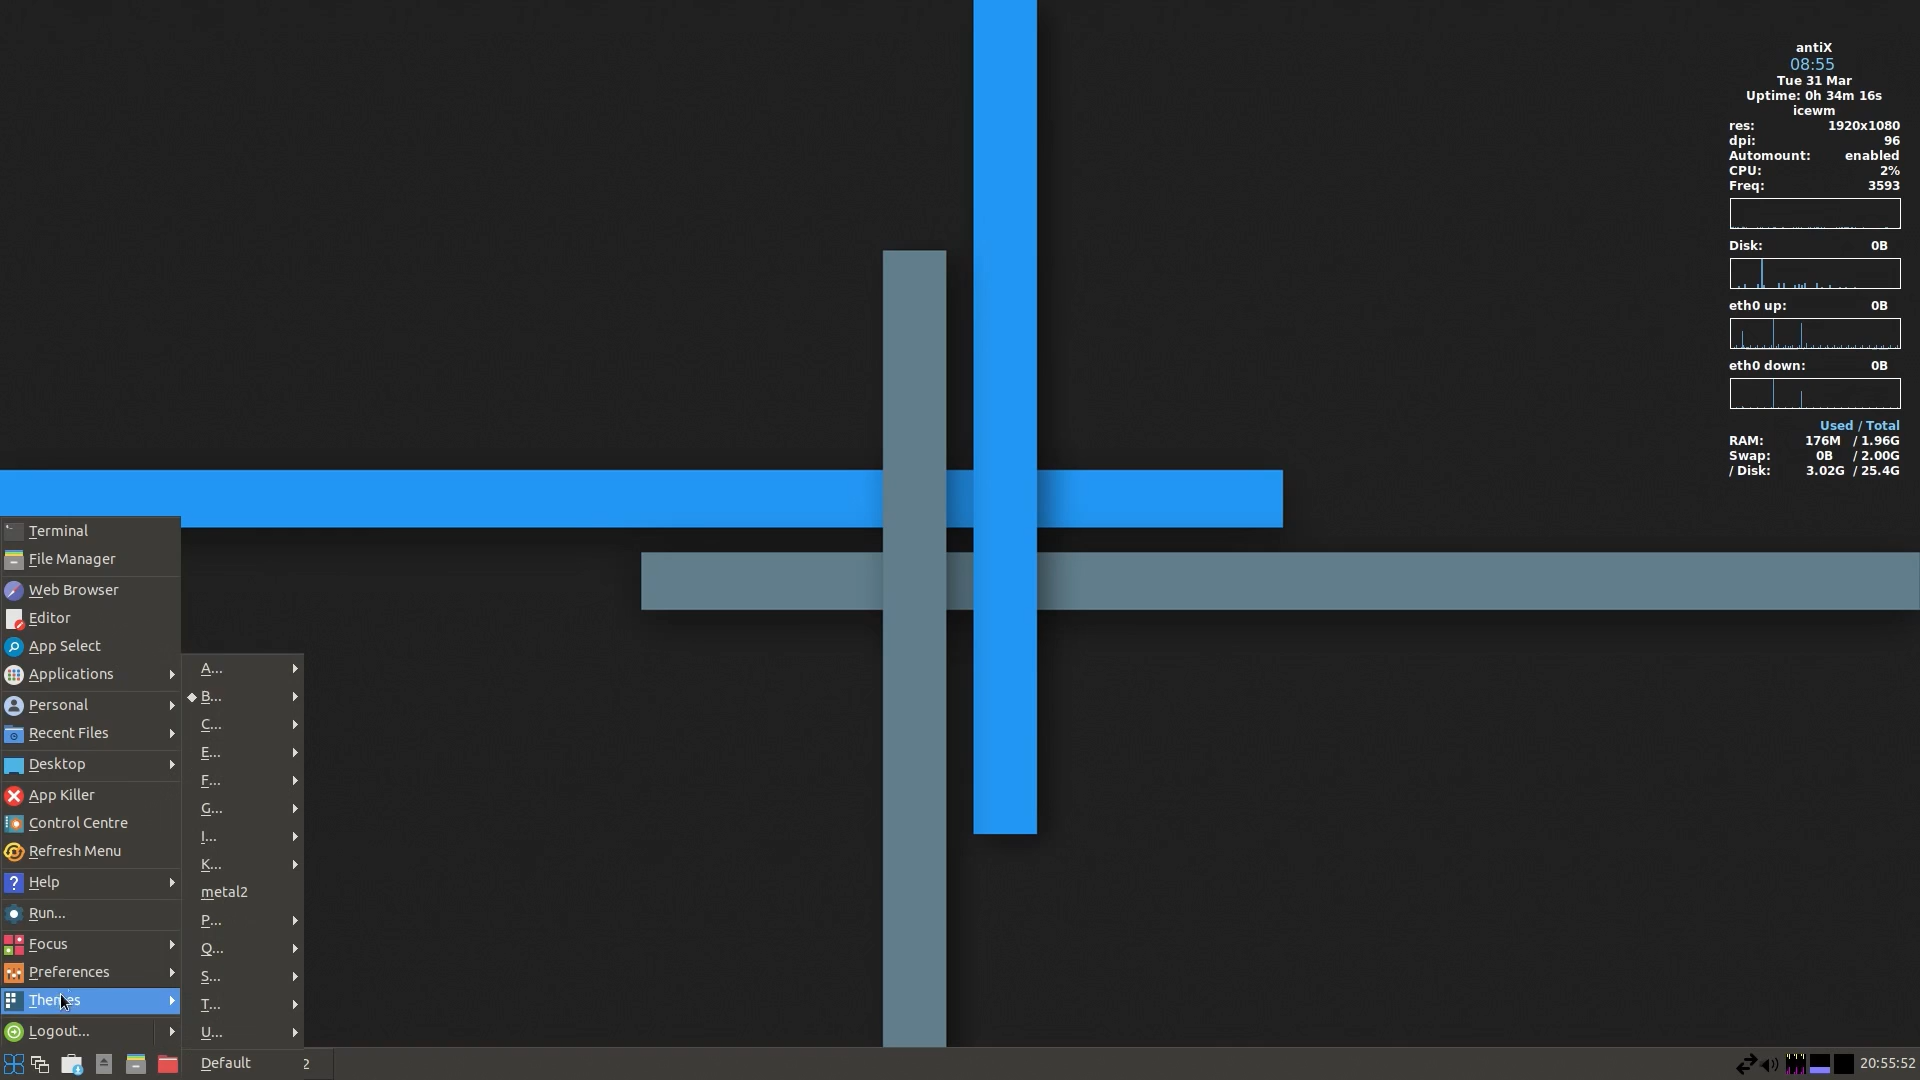 antiX
08:55
Tue 31 Mar
Uptime: 0h 34m 16s
icewm
res: 1920x1080
dpi: 96
Automount: enabled
CPU: 2%
Freq: 3593
Disk: 0B
eth0 up: 0B
eth0 down: 0B
Used / Total
RAM: 176M / 1.96G
Swap: 0B / 2.00G
/ Disk: 3.02G / 25.4G
Terminal
File Manager
Web Browser
Editor
App Select
Applications
Personal
Recent Files
Desktop
App Killer
Control Centre
Refresh Menu
Help
Run...
Focus
Preferences
Themes
Logout...
A...
B...
C...
E...
F...
G...
I...
K...
metal2
P...
Q...
S...
T...
U...
Default
2
20:55:52